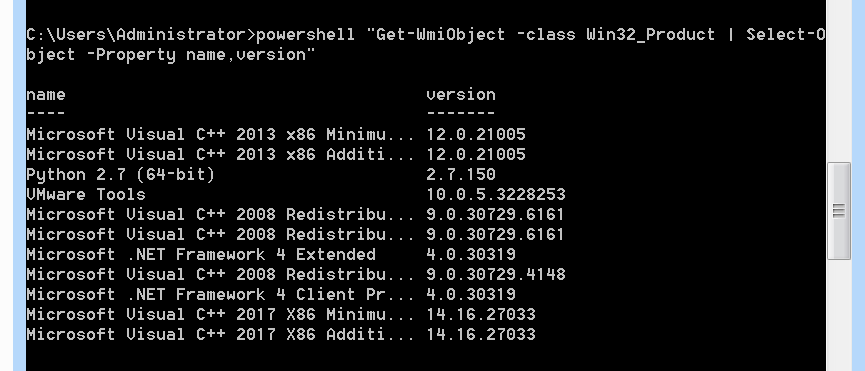 C:\Users\Administrator>powershell "Get-WmiObject -class Win32_Product | Select-O
bject -Property name,version"
name version
---- -------
Microsoft Visual C++ 2013 x86 Minimu... 12.0.21005
Microsoft Visual C++ 2013 x86 Additi... 12.0.21005
Python 2.7 (64-bit) 2.7.150
VMware Tools 10.0.5.3228253
Microsoft Visual C++ 2008 Redistribu... 9.0.30729.6161
Microsoft Visual C++ 2008 Redistribu... 9.0.30729.6161
Microsoft .NET Framework 4 Extended 4.0.30319
Microsoft Visual C++ 2008 Redistribu... 9.0.30729.4148
Microsoft .NET Framework 4 Client Pr... 4.0.30319
Microsoft Visual C++ 2017 X86 Minimu... 14.16.27033
Microsoft Visual C++ 2017 X86 Additi... 14.16.27033